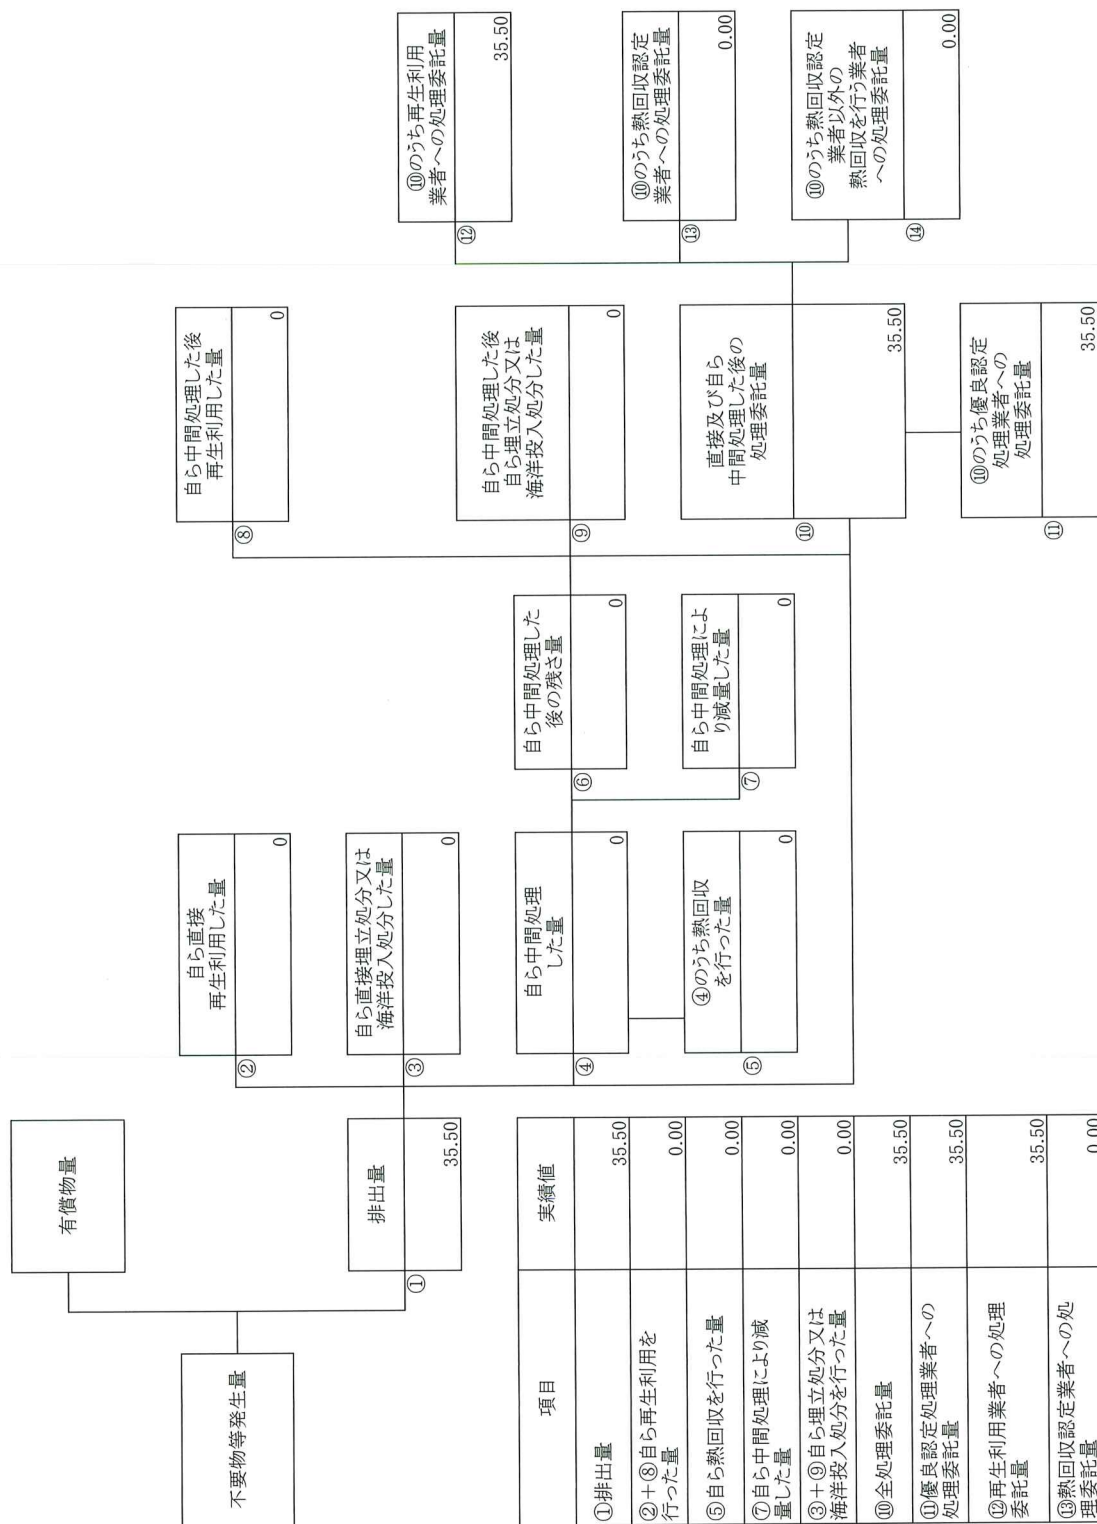 不要物等発生量
有償物量
排出量
①
35.50
自ら直接
再生利用した量
②
0
自ら直接埋立処分又は
海洋投入処分した量
③
0
自ら中間処理
した量
④
0
④のうち熱回収
を行った量
⑤
0
自ら中間処理した
後の残さ量
⑥
0
自ら中間処理によ
り減量した量
⑦
0
自ら中間処理した後
再生利用した量
⑧
0
自ら中間処理した後
自ら埋立処分又は
海洋投入処分した量
⑨
0
直接及び自ら
中間処理した後の
処理委託量
⑩
35.50
⑩のうち優良認定
処理業者への
処理委託量
⑪
35.50
⑩のうち再生利用
業者への処理委託量
⑫
35.50
⑩のうち熱回収認定
業者への処理委託量
⑬
0.00
⑩のうち熱回収認定
業者以外の
熱回収を行う業者
への処理委託量
⑭
0.00
項目 実績値
①排出量 35.50
②+⑧自ら再生利用を
行った量 0.00
⑤自ら熱回収を行った量 0.00
⑦自ら中間処理により減
量した量 0.00
③+⑨自ら埋立処分又は
海洋投入処分を行った量 0.00
⑩全処理委託量 35.50
⑪優良認定処理業者への
処理委託量 35.50
⑫再生利用業者への処理
委託量 35.50
⑬熱回収認定業者への処
理委託量 0.00